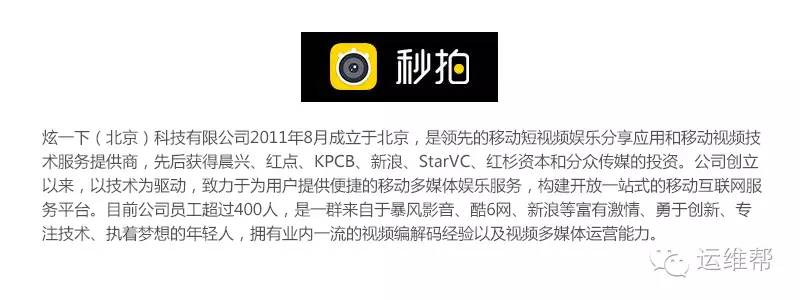 秒拍
炫一下（北京）科技有限公司2011年8月成立于北京，是领先的移动短视频娱乐分享应用和移动视频技
术服务提供商，先后获得晨兴、红点、KPCB、新浪、StarVC、红杉资本和分众传媒的投资。公司创立
以来，以技术为驱动，致力于为用户提供便捷的移动多媒体娱乐服务，构建开放一站式的移动互联网服
务平台。目前公司员工超过400人，是一群来自于暴风影音、酷6网、新浪等富有激情、勇于创新、专
注技术、执着梦想的年轻人，拥有业内一流的视频编解码经验以及视频多媒体运营能力。
运维帮